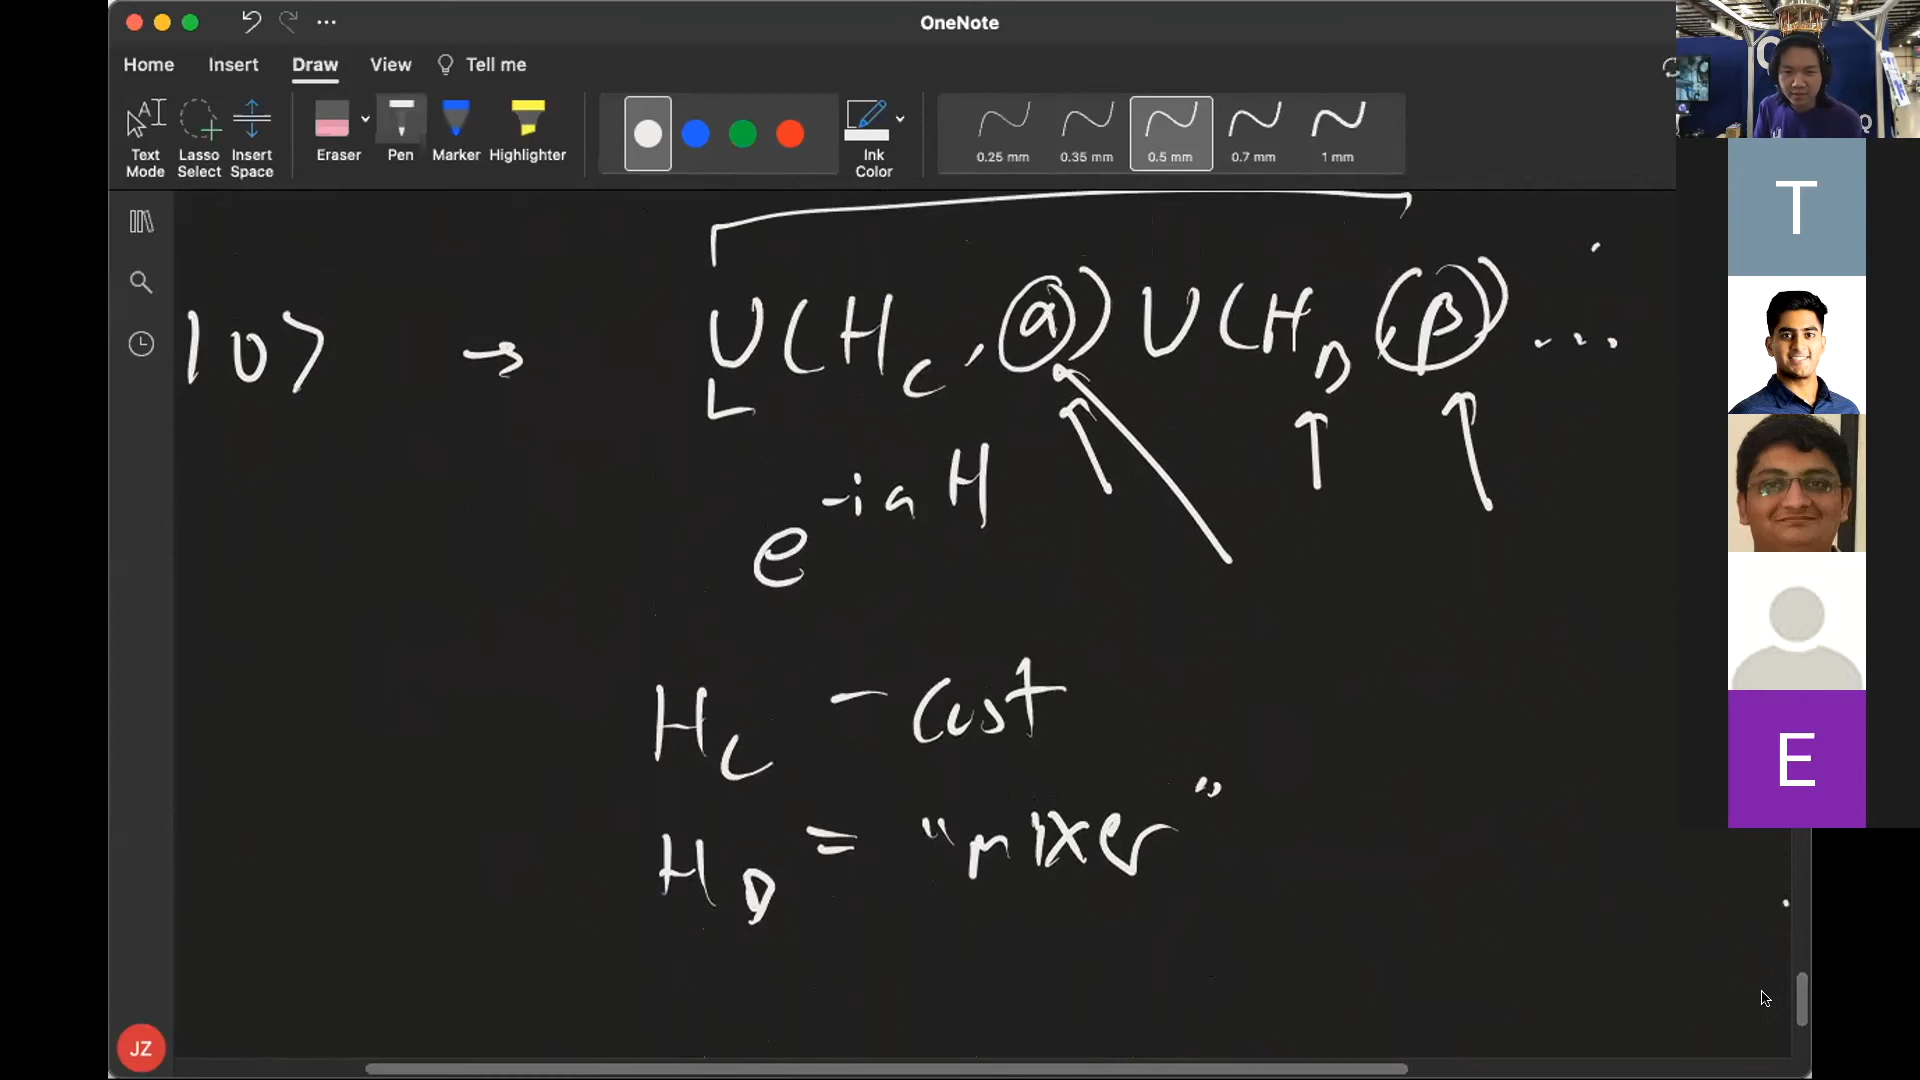 OneNote
Home Insert Draw View Tell me
Text Mode Lasso Select Insert Space Eraser Pen Marker Highlighter Ink Color 0.25 mm 0.35 mm 0.5 mm 0.7 mm 1 mm
|0⟩ → U(H_C, α) U(H_D, β) ...
e^{-iαH}
H_C - Cost
H_D = "mixer"
JZ
T
E